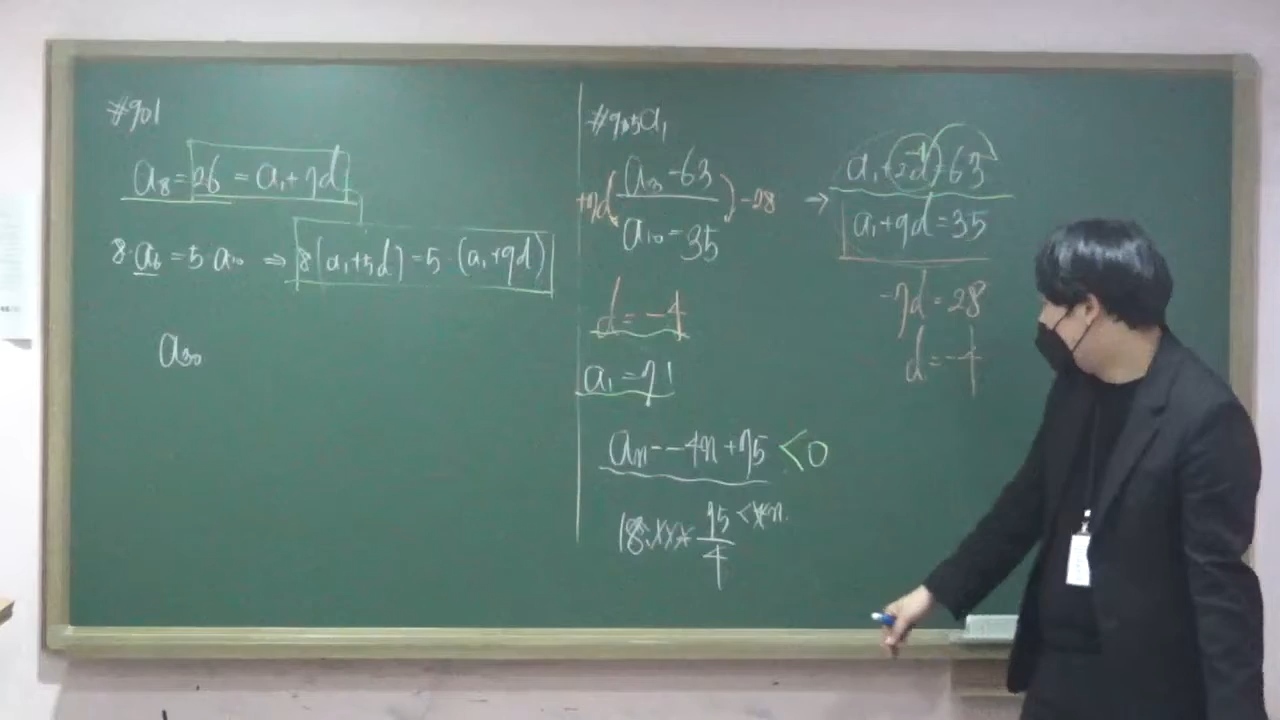 #901
a₈=26=a₁+7d
8·a₆=5·a₁₀ ⇒ 8(a₁+5d)=5·(a₁+9d)
a₃₀
#905 a₁
a₃=63
+7d
-28
a₁₀=35
d=-4
a₁=71
aₙ=-4n+75<0
18.xxx 75/4 < n.
→ a₁+2d=63
-4
a₁+9d=35
-7d=28
d=-4